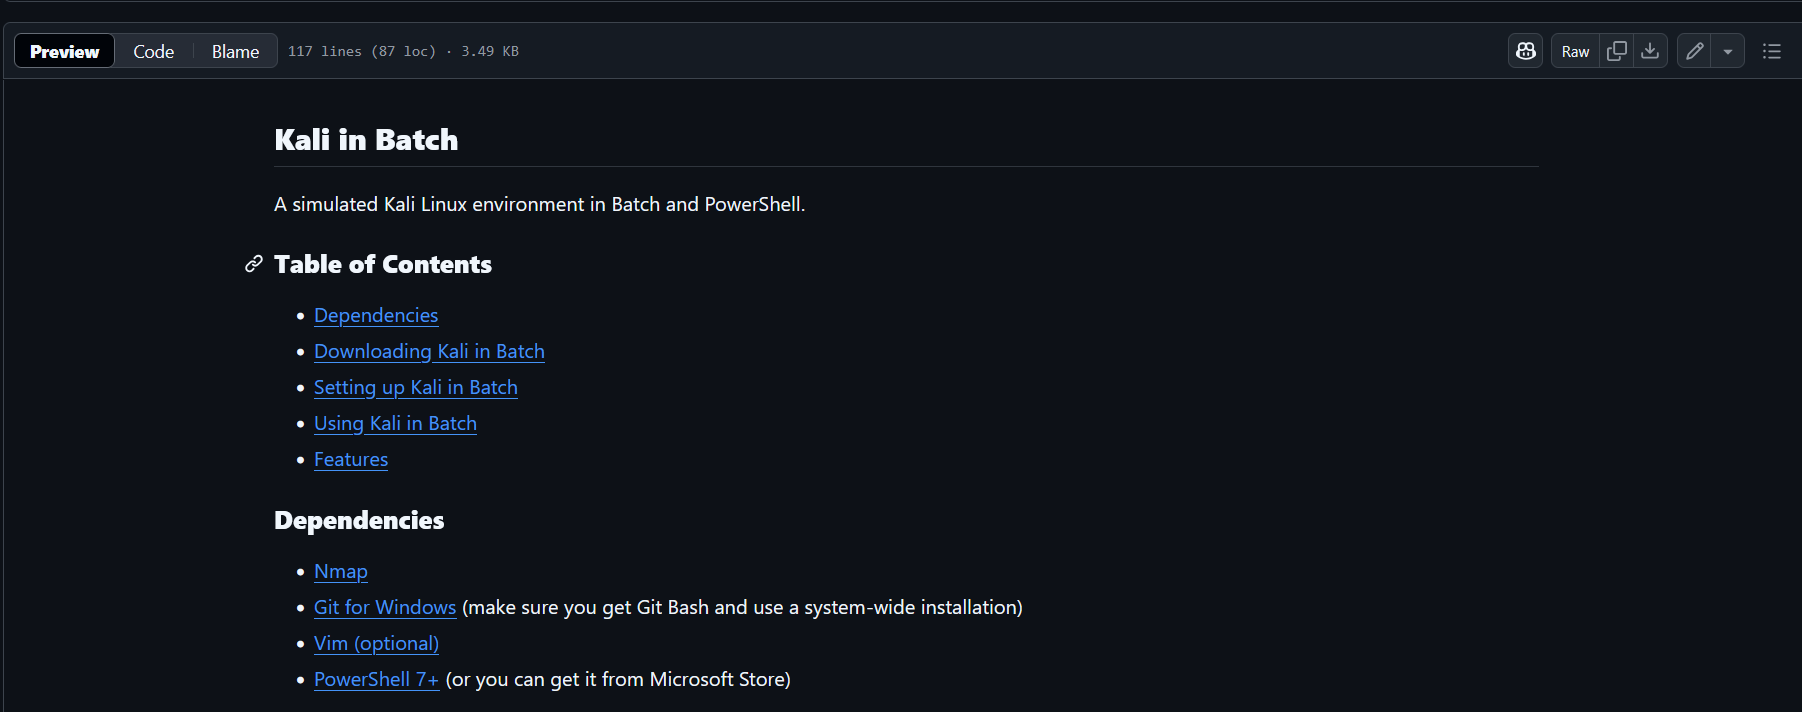 Preview Code Blame 117 lines (87 loc) · 3.49 KB Raw
Kali in Batch
A simulated Kali Linux environment in Batch and PowerShell.
Table of Contents
• Dependencies
• Downloading Kali in Batch
• Setting up Kali in Batch
• Using Kali in Batch
• Features
Dependencies
• Nmap
• Git for Windows (make sure you get Git Bash and use a system-wide installation)
• Vim (optional)
• PowerShell 7+ (or you can get it from Microsoft Store)